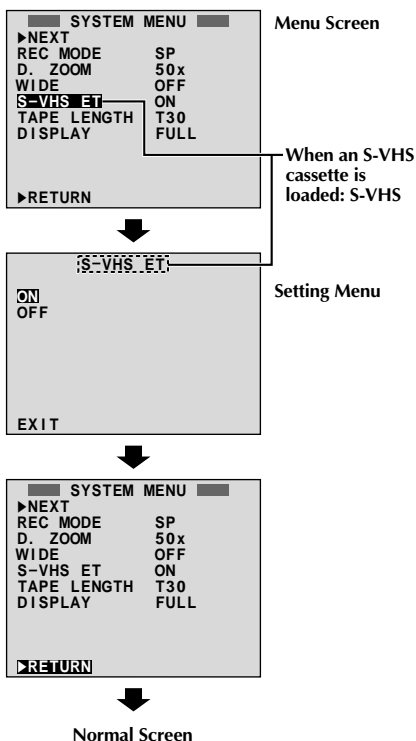 SYSTEM MENU
Menu Screen
▶NEXT
REC MODE SP
D. ZOOM 50x
WIDE OFF
S–VHS ET ON
TAPE LENGTH T30
DISPLAY FULL
▶RETURN
When an S-VHS
cassette is
loaded: S-VHS
S–VHS ET
Setting Menu
ON
OFF
EXIT
SYSTEM MENU
▶NEXT
REC MODE SP
D. ZOOM 50x
WIDE OFF
S–VHS ET ON
TAPE LENGTH T30
DISPLAY FULL
▶RETURN
Normal Screen